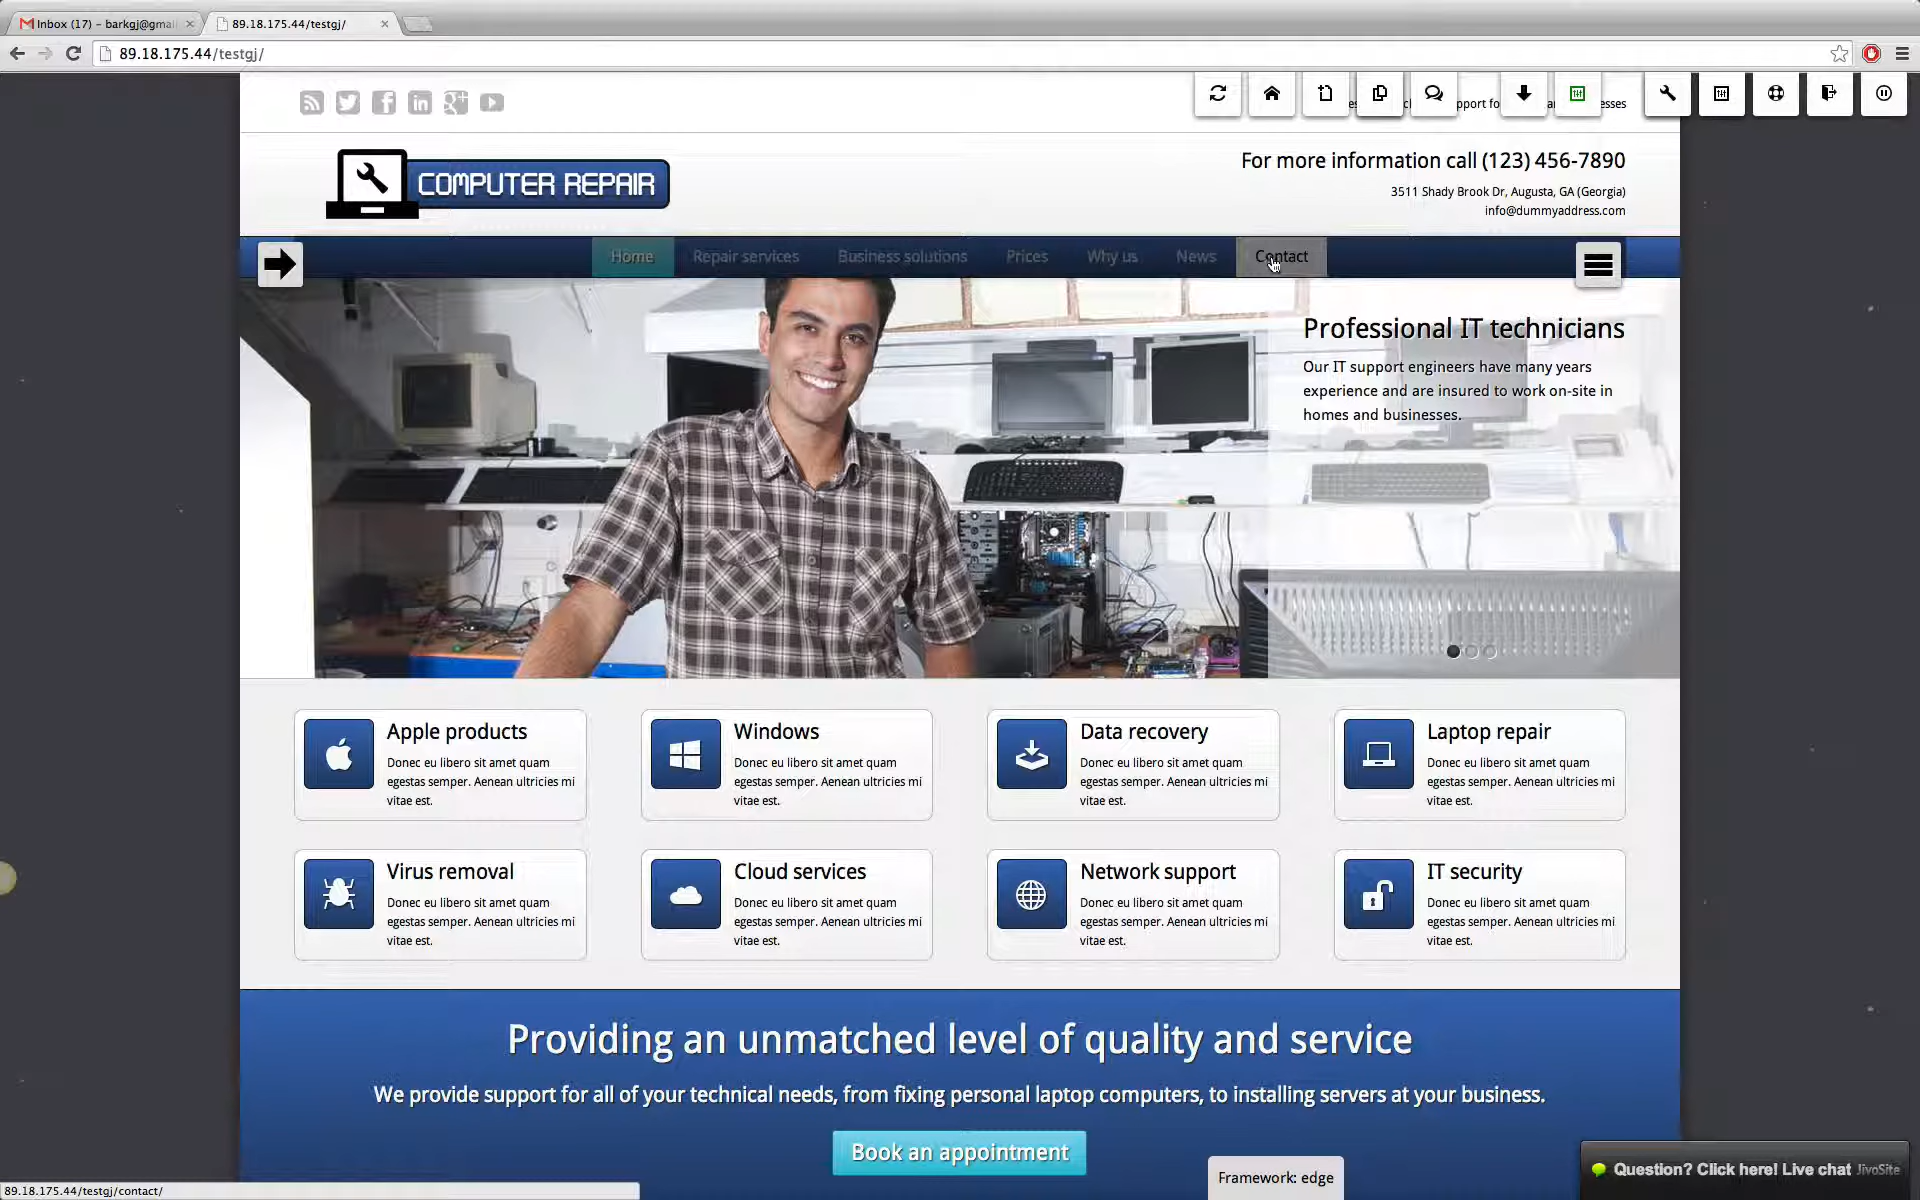 Inbox (17) – barkgj@gmai
89.18.175.44/testgj/
89.18.175.44/testgj/
esses
COMPUTER REPAIR
For more information call (123) 456-7890
3511 Shady Brook Dr, Augusta, GA (Georgia)
info@dummyaddress.com
Home
Repair services
Business solutions
Prices
Why us
News
Contact
Professional IT technicians
Our IT support engineers have many years
experience and are insured to work on-site in
homes and businesses.
Apple products
Donec eu libero sit amet quam
egestas semper. Aenean ultricies mi
vitae est.
Windows
Donec eu libero sit amet quam
egestas semper. Aenean ultricies mi
vitae est.
Data recovery
Donec eu libero sit amet quam
egestas semper. Aenean ultricies mi
vitae est.
Laptop repair
Donec eu libero sit amet quam
egestas semper. Aenean ultricies mi
vitae est.
Virus removal
Donec eu libero sit amet quam
egestas semper. Aenean ultricies mi
vitae est.
Cloud services
Donec eu libero sit amet quam
egestas semper. Aenean ultricies mi
vitae est.
Network support
Donec eu libero sit amet quam
egestas semper. Aenean ultricies mi
vitae est.
IT security
Donec eu libero sit amet quam
egestas semper. Aenean ultricies mi
vitae est.
Providing an unmatched level of quality and service
We provide support for all of your technical needs, from fixing personal laptop computers, to installing servers at your business.
Book an appointment
Framework: edge
Question? Click here! Live chat JivoSite
89.18.175.44/testgj/contact/